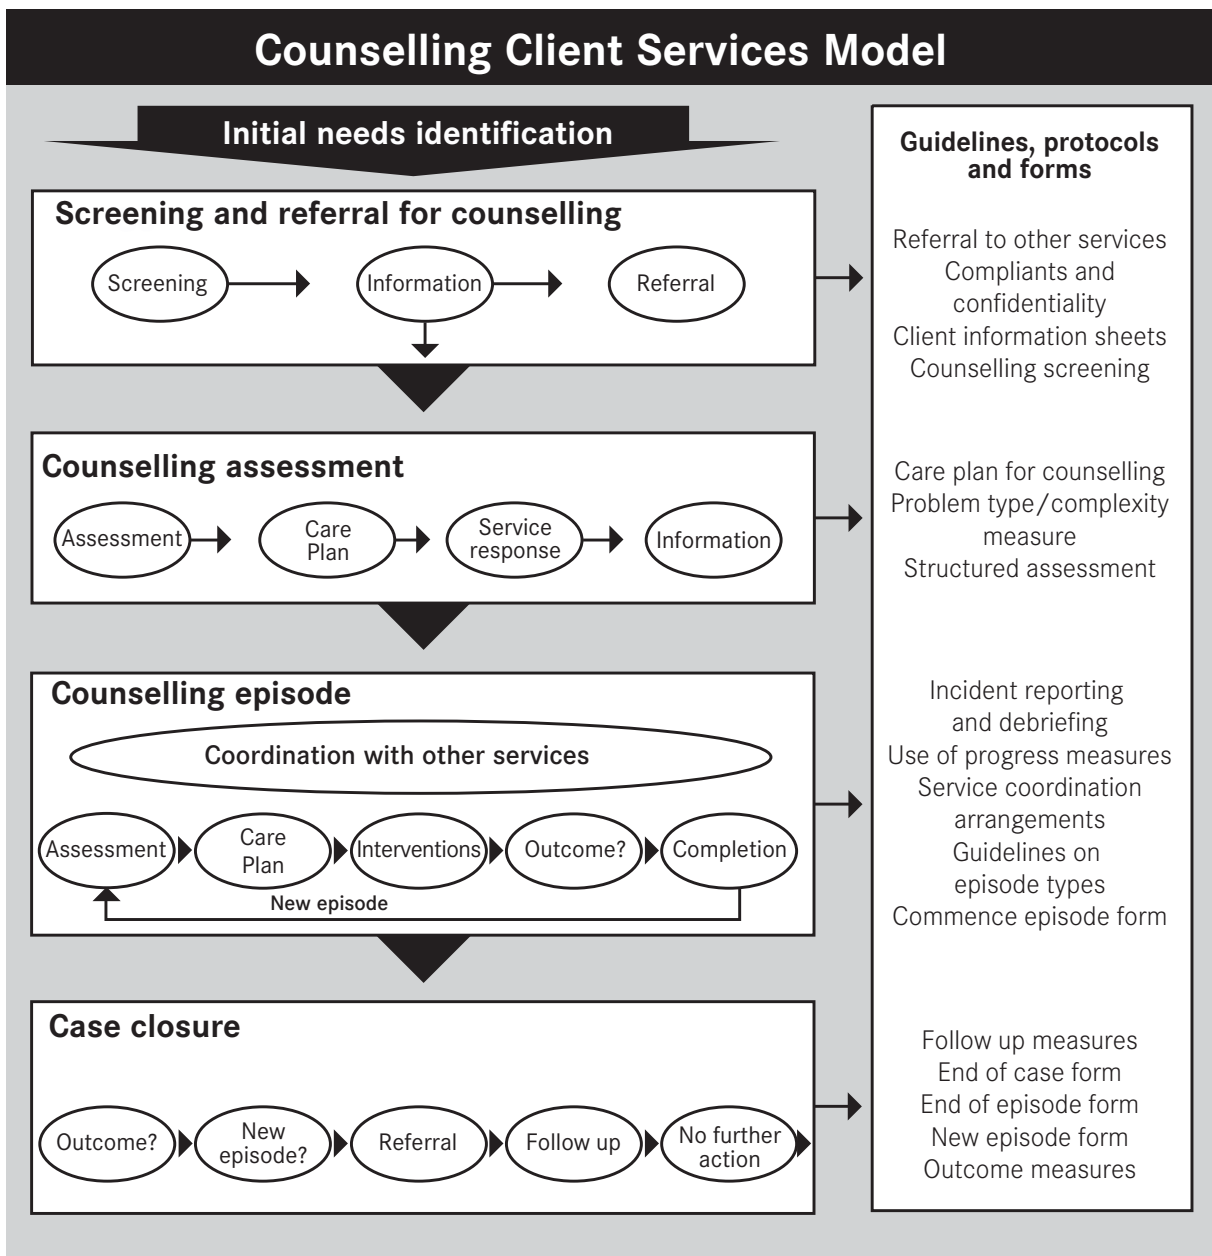 Counselling Client Services Model
Initial needs identification
Screening and referral for counselling
Screening
Information
Referral
Counselling assessment
Assessment
Care
Plan
Service
response
Information
Counselling episode
Coordination with other services
Assessment
Care
Plan
Interventions
Outcome?
Completion
New episode
Case closure
Outcome?
New
episode?
Referral
Follow up
No further
action
Guidelines, protocols
and forms
Referral to other services
Compliants and
confidentiality
Client information sheets
Counselling screening
Care plan for counselling
Problem type/complexity
measure
Structured assessment
Incident reporting
and debriefing
Use of progress measures
Service coordination
arrangements
Guidelines on
episode types
Commence episode form
Follow up measures
End of case form
End of episode form
New episode form
Outcome measures